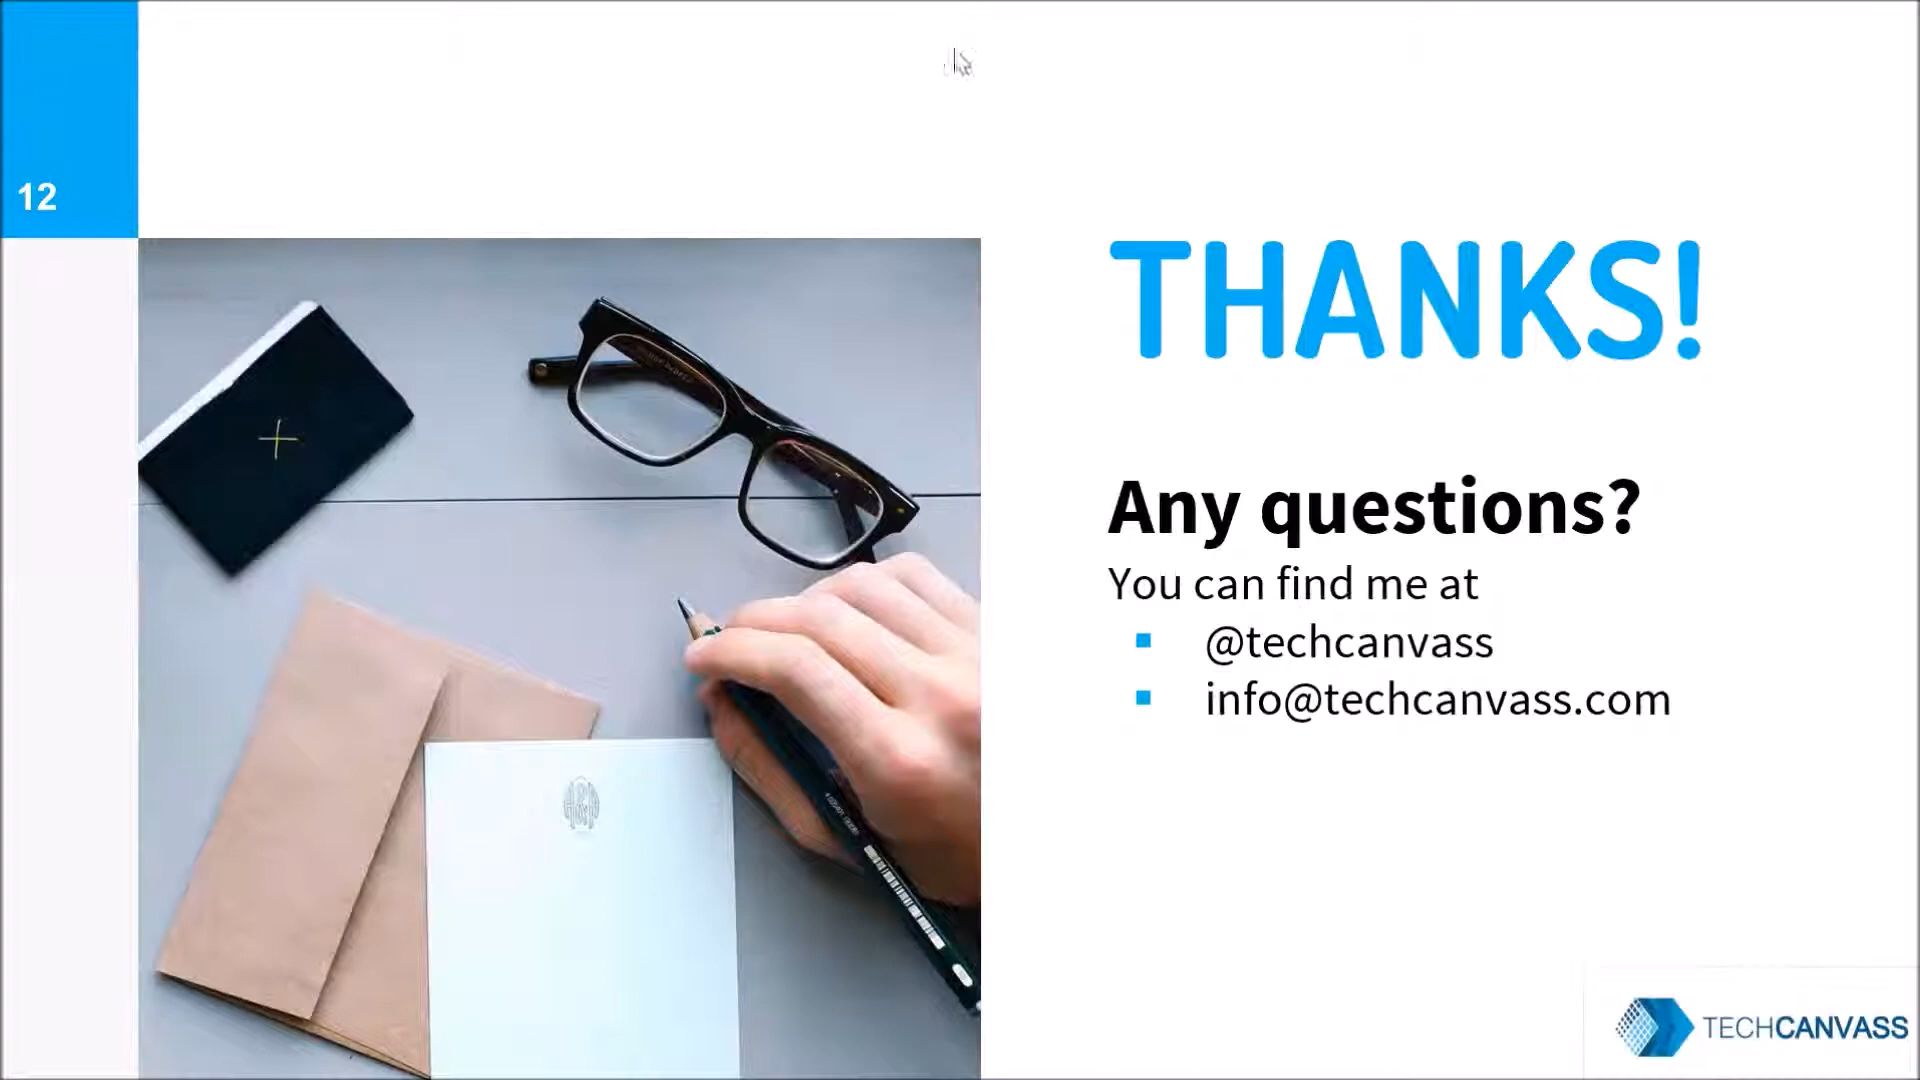 12
THANKS!
Any questions?
You can find me at
@techcanvass
info@techcanvass.com
TECHCANVASS